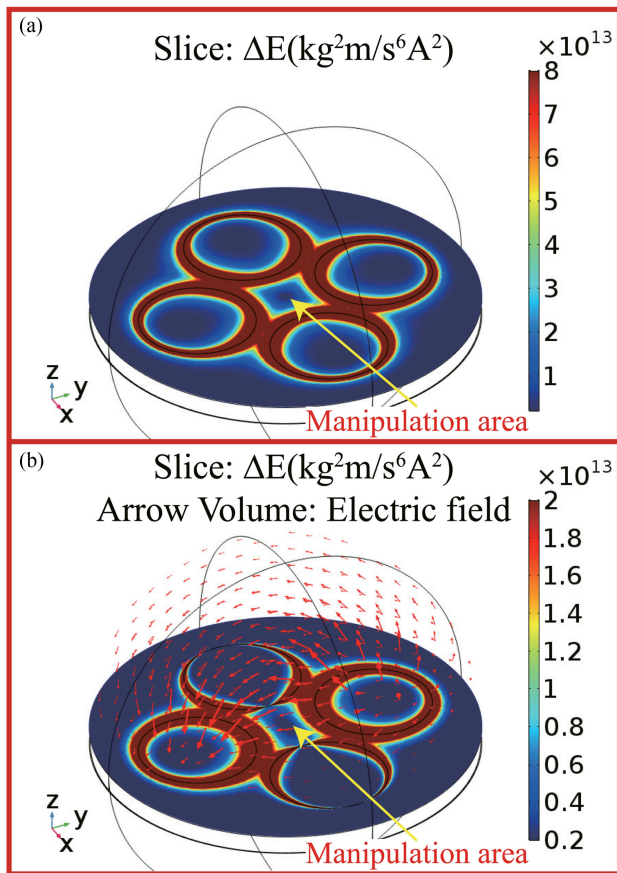 (a)
Slice: ΔE(kg²m/s⁶A²)
×10¹³
8
7
6
5
4
3
2
1
z
y
x
Manipulation area
(b)
Slice: ΔE(kg²m/s⁶A²)
Arrow Volume: Electric field
×10¹³
2
1.8
1.6
1.4
1.2
1
0.8
0.6
0.4
0.2
z
y
x
Manipulation area